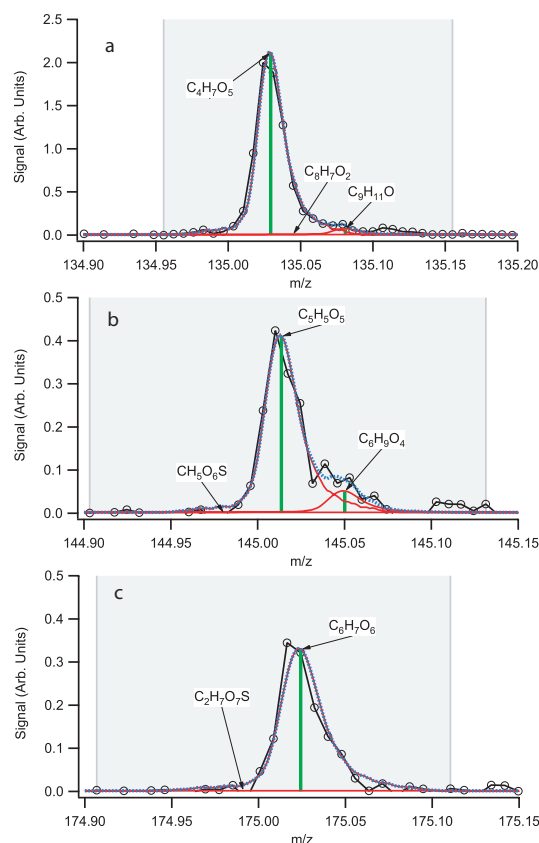 2.5
a
2.0
C4H7O5
1.5
Signal (Arb. Units)
1.0
C8H7O2
C9H11O
0.5
0.0
134.90 134.95 135.00 135.05 135.10 135.15 135.20
m/z
0.5
b
C5H5O5
0.4
0.3
Signal (Arb. Units)
0.2
C6H9O4
CH5O6S
0.1
0.0
144.90 144.95 145.00 145.05 145.10 145.15
m/z
0.5
c
C6H7O6
0.4
0.3
Signal (Arb. Units)
C2H7O7S
0.2
0.1
0.0
174.90 174.95 175.00 175.05 175.10 175.15
m/z